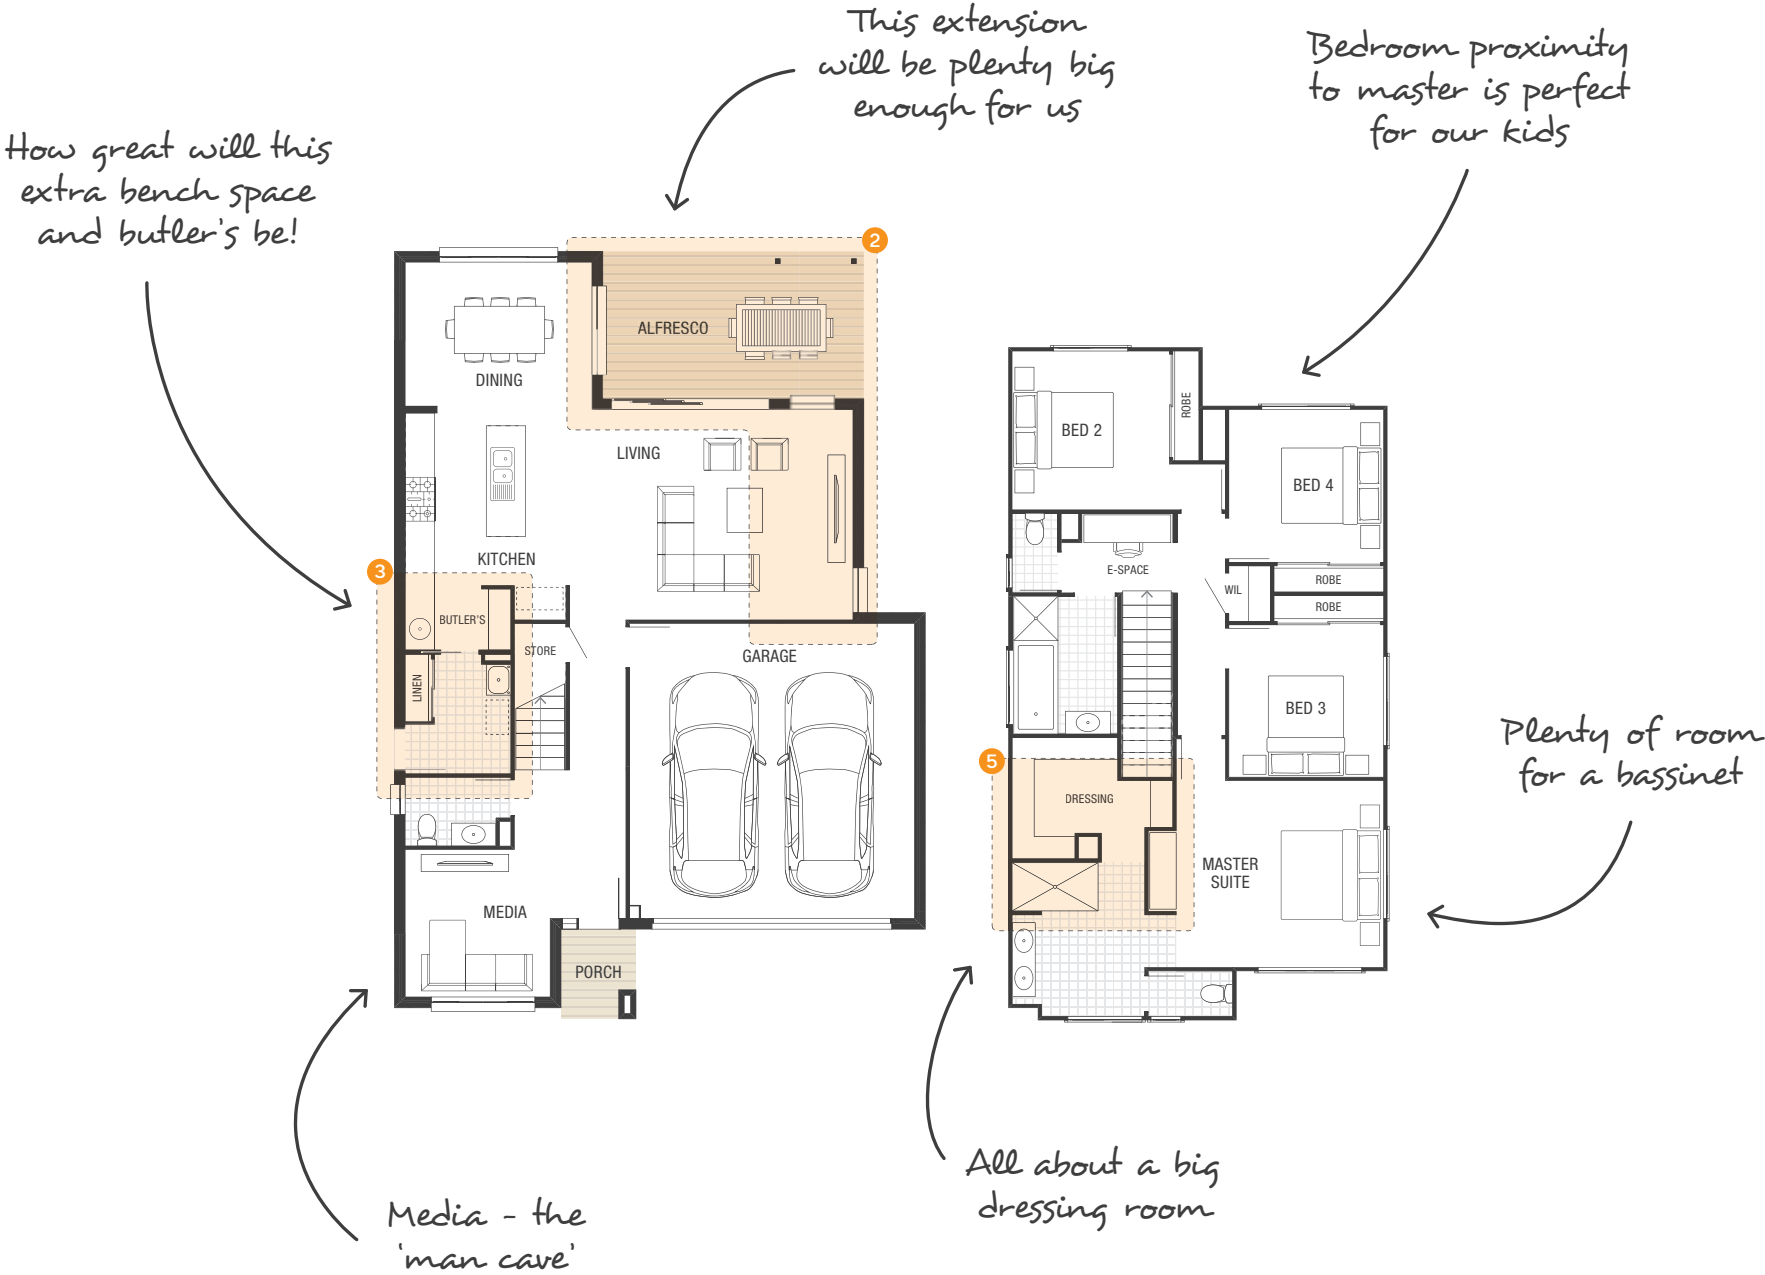 This extension
will be plenty big
enough for us
Bedroom proximity
to master is perfect
for our kids
How great will this
extra bench space
and butler's be!
2
ALFRESCO
DINING
LIVING
KITCHEN
3
BUTLER'S
STORE
LINEN
GARAGE
MEDIA
PORCH
ROBE
BED 2
BED 4
E-SPACE
WIL
ROBE
ROBE
BED 3
5
DRESSING
MASTER
SUITE
Plenty of room
for a bassinet
All about a big
dressing room
Media - the
'man cave'